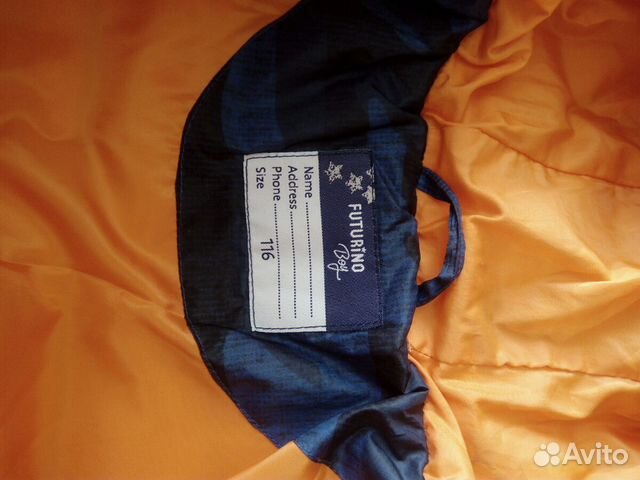 FUTURINO
Boy
Name..............
Address..............
Phone..............
Size 116
Avito